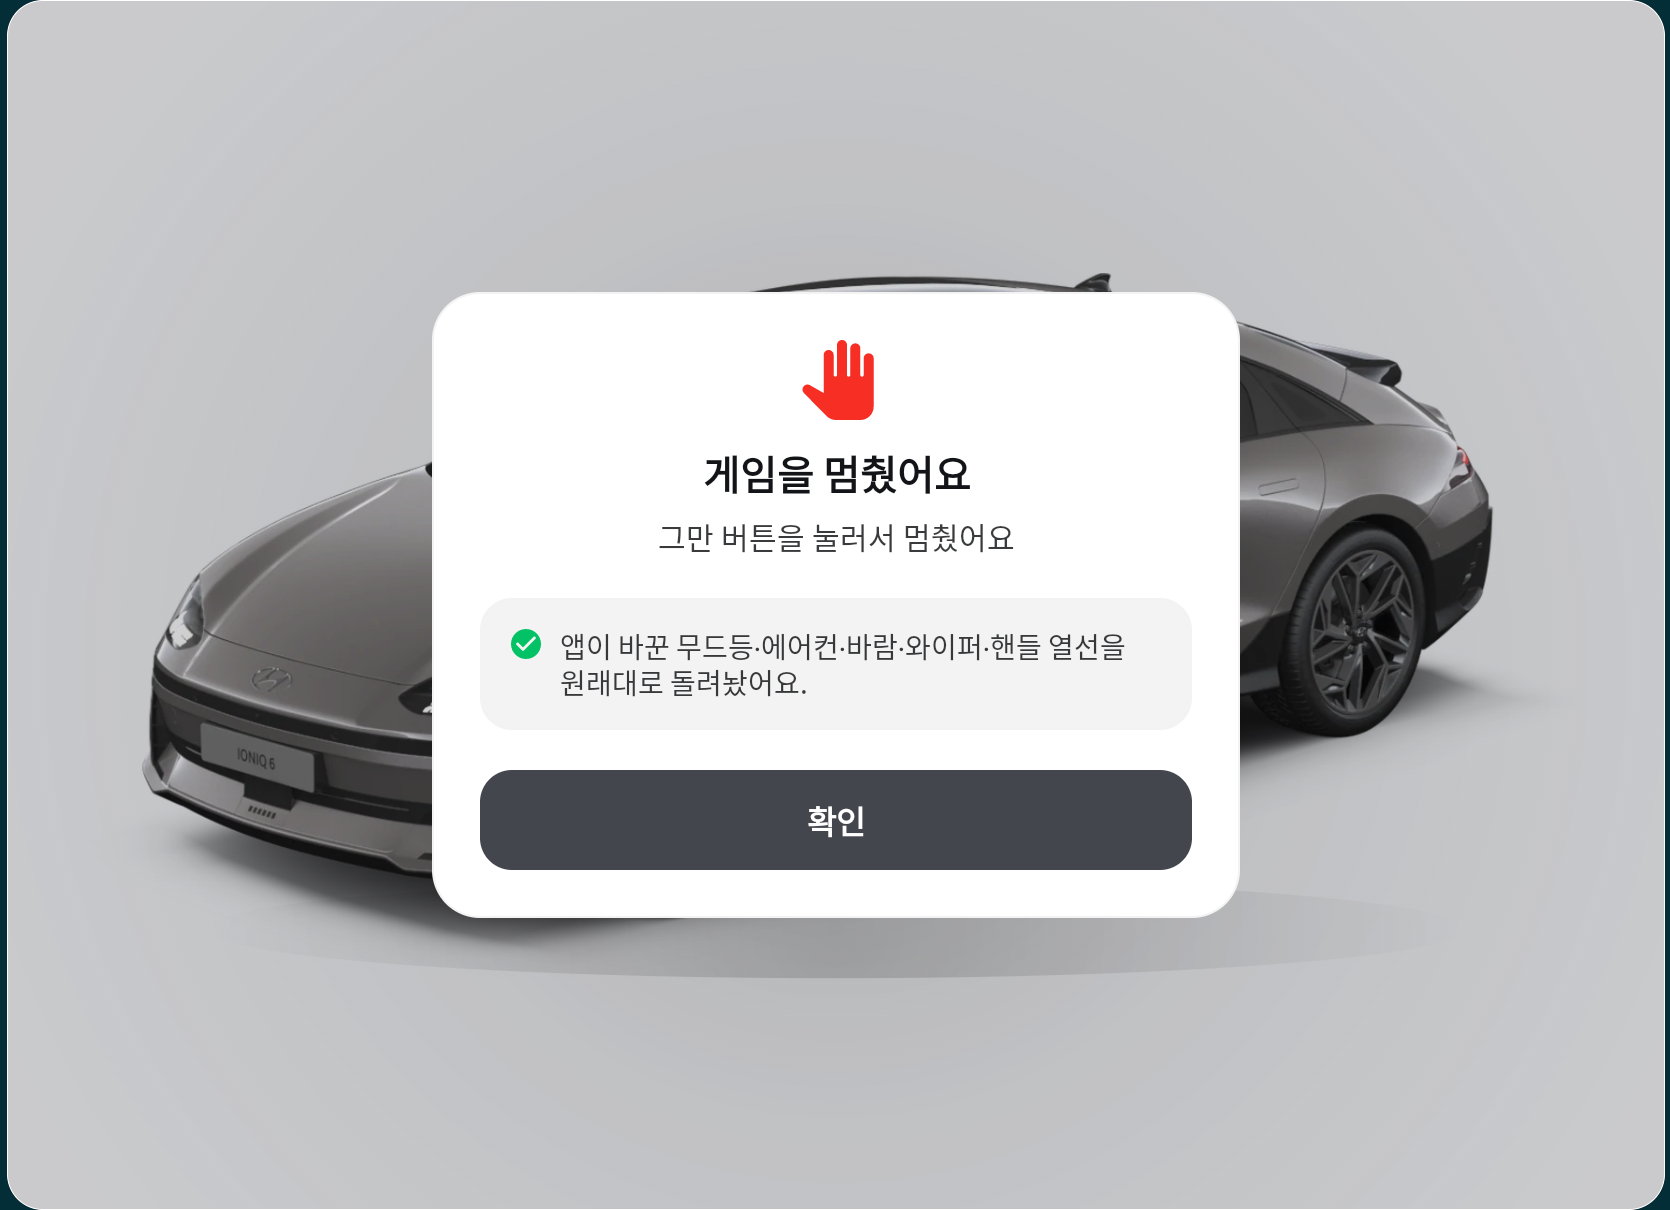 게임을 멈췄어요
그만 버튼을 눌러서 멈췄어요
앱이 바꾼 무드등·에어컨·바람·와이퍼·핸들 열선을
원래대로 돌려놨어요.
IONIQ 6
확인